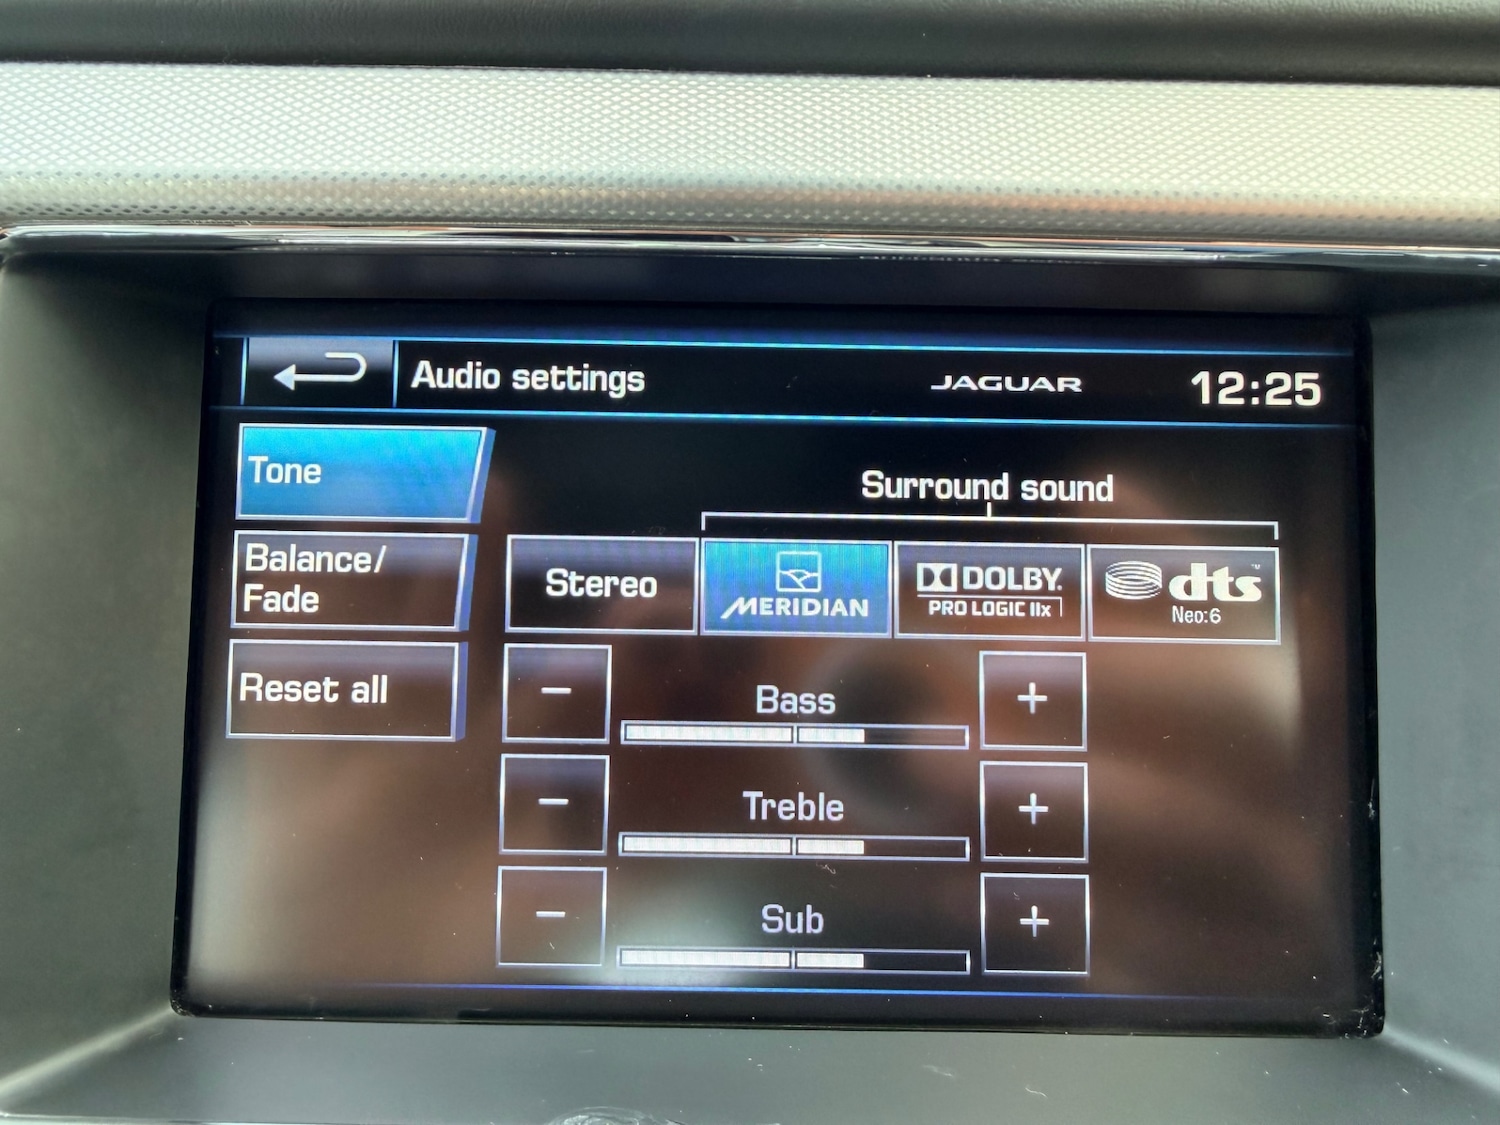 Audio settings
JAGUAR
12:25
Tone
Balance/
Fade
Reset all
Surround sound
Stereo
MERIDIAN
DOLBY
PRO LOGIC IIx
dts™
Neo:6
−
Bass
+
−
Treble
+
−
Sub
+